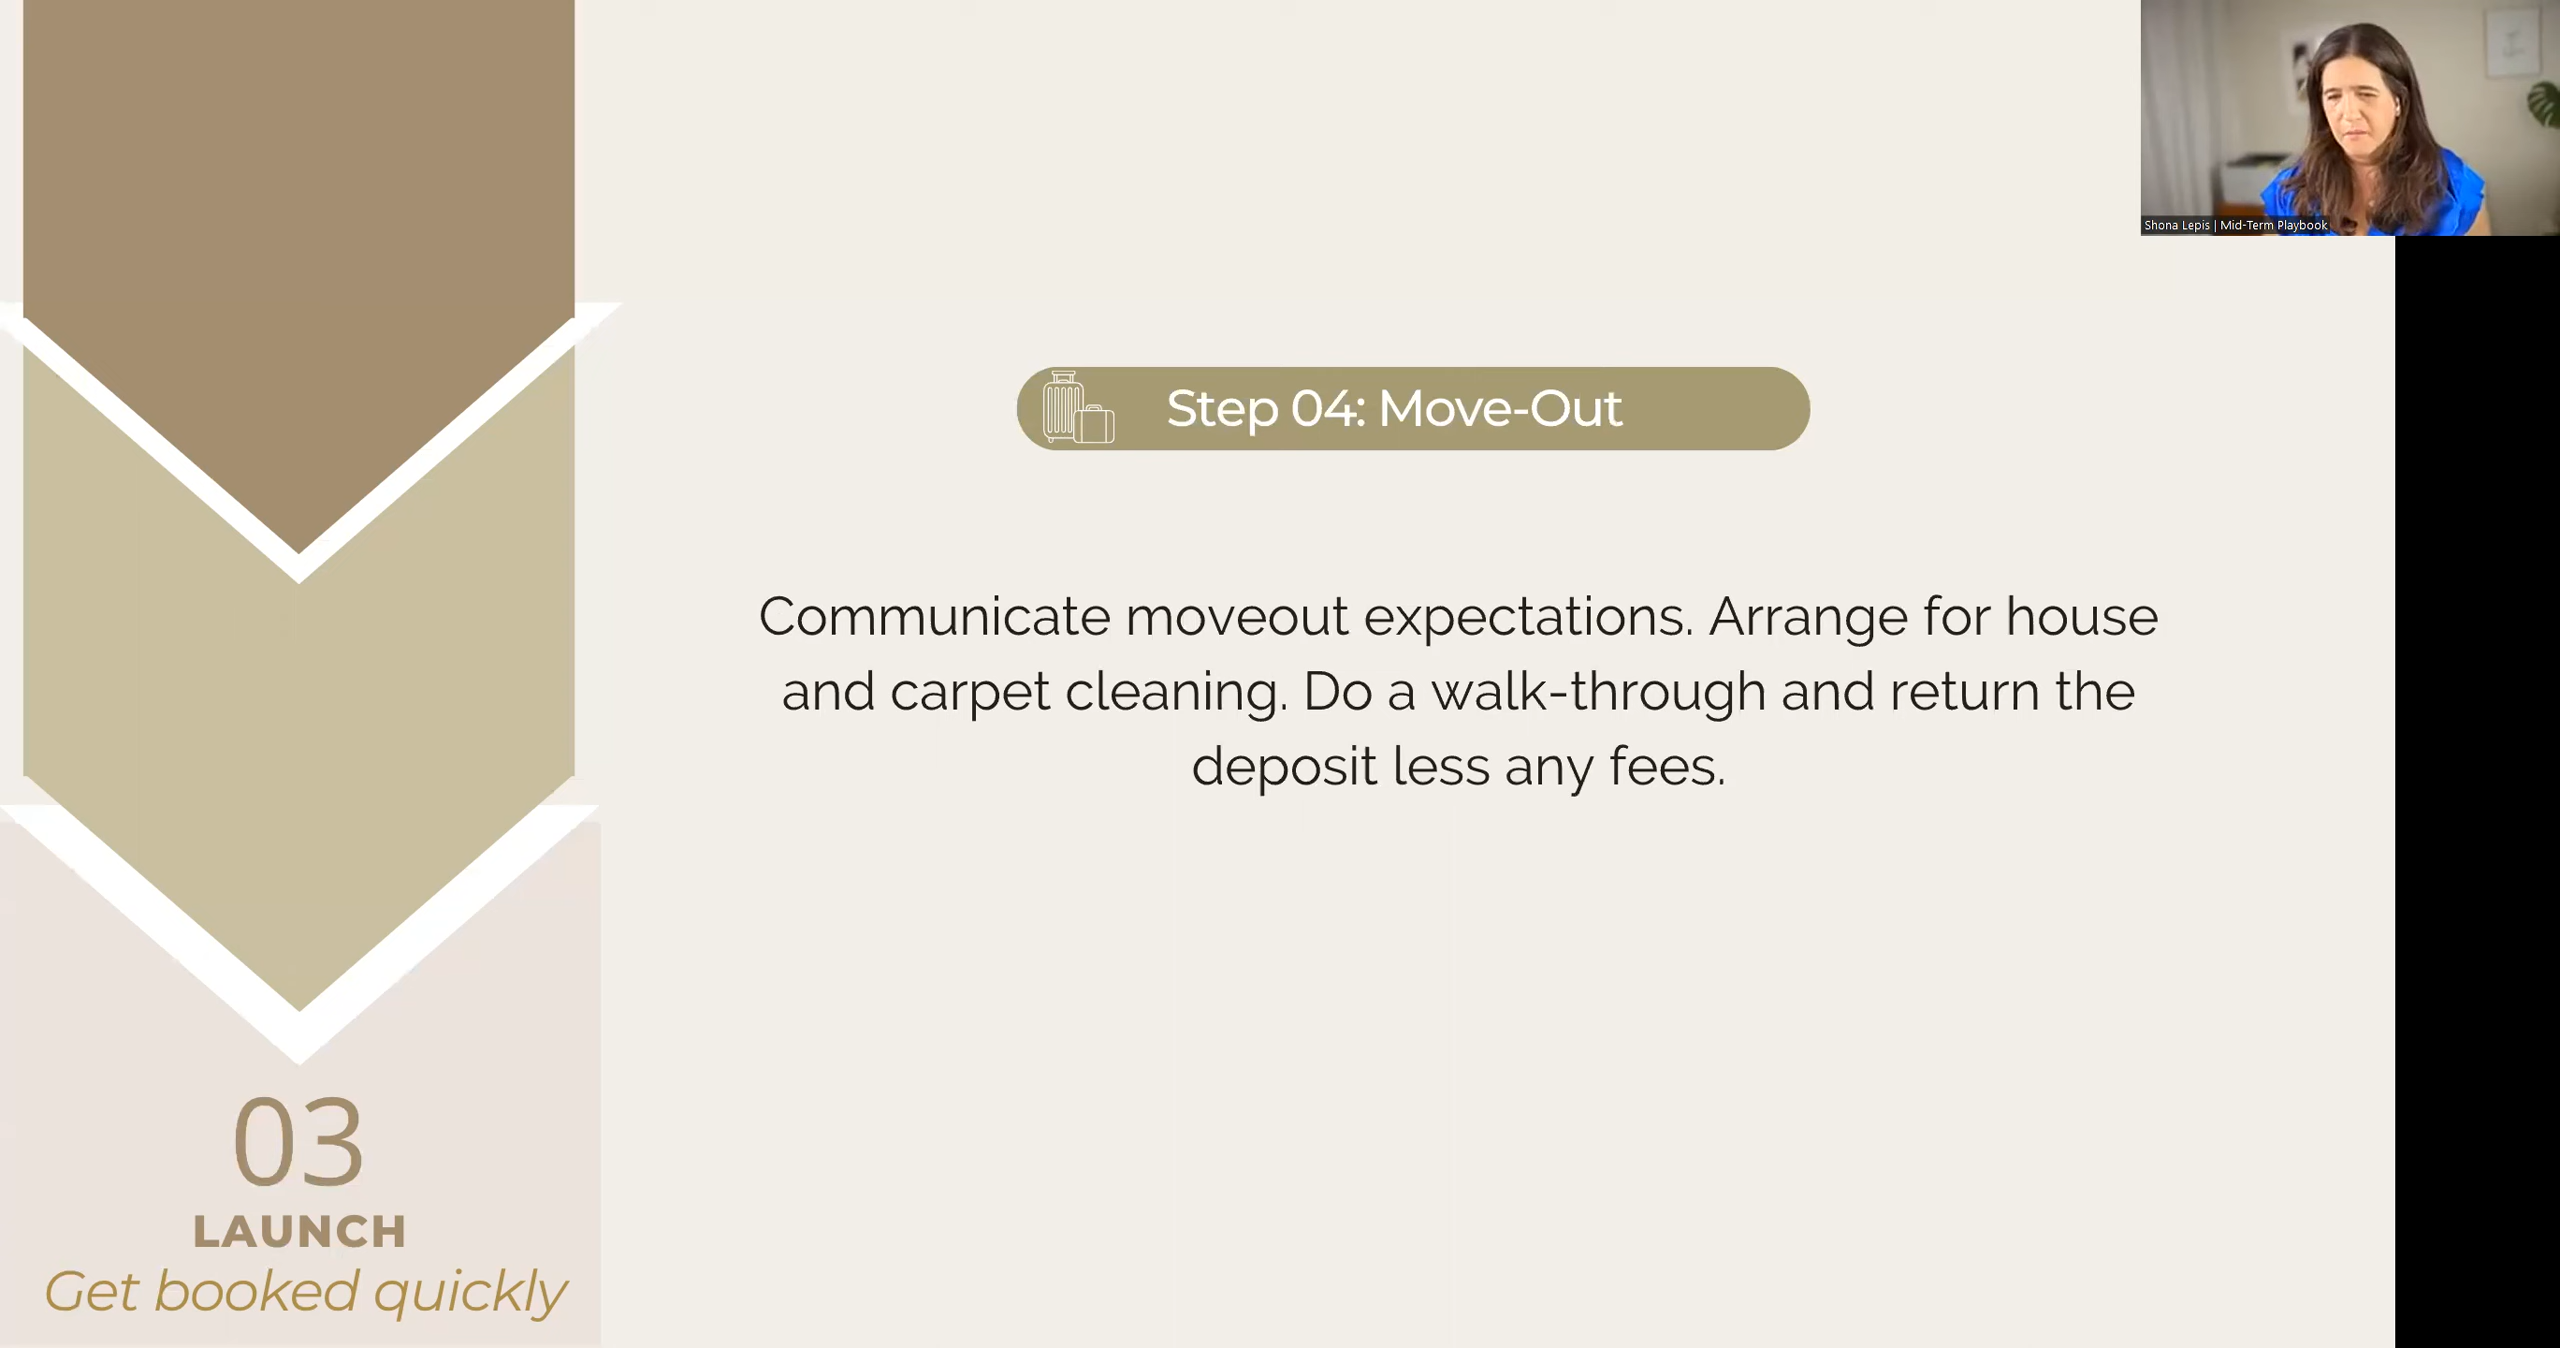 Shona Lepis | Mid-Term Playbook
Step 04: Move-Out
Communicate moveout expectations. Arrange for house
and carpet cleaning. Do a walk-through and return the
deposit less any fees.
03
LAUNCH
Get booked quickly